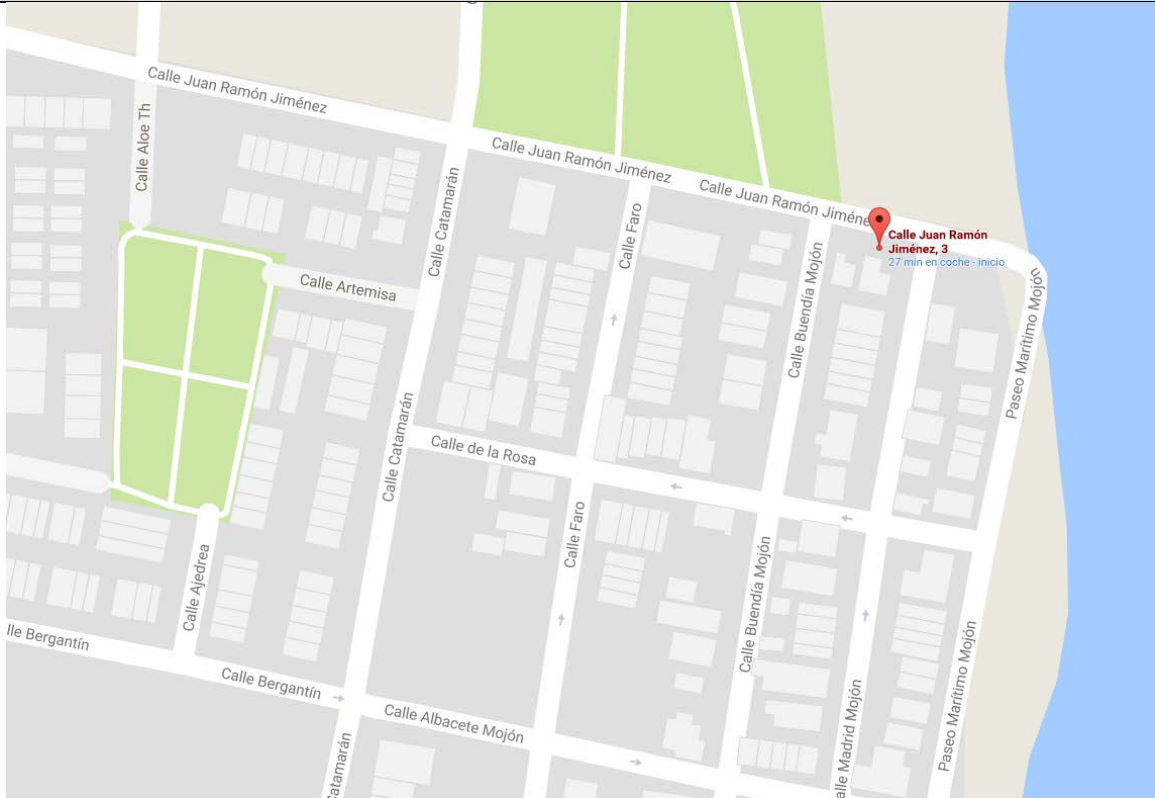 Calle Juan Ramón Jiménez
Calle Aloe Th
Calle Juan Ramón Jiménez
Calle Juan Ramón Jiméne
Calle Juan Ramón
Jiménez, 3
27 min en coche - inicio
Calle Catamarán
Calle Faro
Calle Buendía Mojón
Paseo Marítimo Mojón
Calle Artemisa
Calle Catamarán
Calle de la Rosa
Calle Faro
Calle Buendía Mojón
Calle Ajedrea
lle Bergantín
Calle Bergantín
Calle Albacete Mojón
Catamarán
alle Madrid Mojón
Paseo Marítimo Mojón